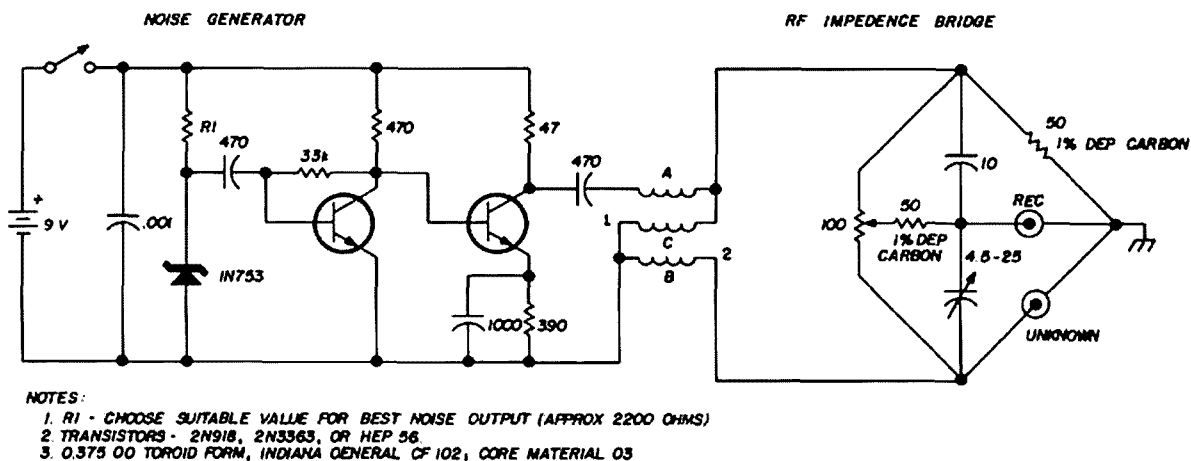 NOISE GENERATOR
RF IMPEDENCE BRIDGE
R1
470
470
33k
47
470
A
1
C
2
B
+
9 V
.001
1N753
1000
390
50
1% DEP CARBON
10
REC
100
50
1% DEP
CARBON
4.5-25
UNKNOWN
NOTES:
1. R1 - CHOOSE SUITABLE VALUE FOR BEST NOISE OUTPUT (APPROX 2200 OHMS)
2. TRANSISTORS - 2N918, 2N3563, OR HEP 56.
3. 0.375 OD TOROID FORM, INDIANA GENERAL CF 102; CORE MATERIAL 03